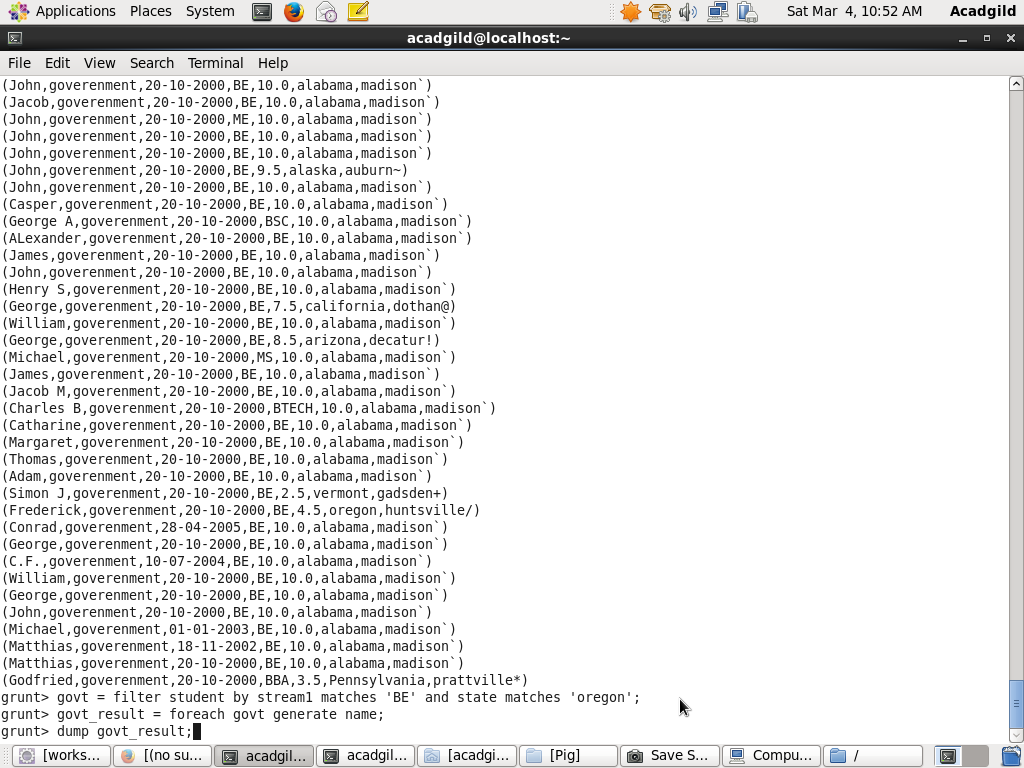 Applications Places System Sat Mar 4, 10:52 AM Acadgild
acadgild@localhost:~
File Edit View Search Terminal Help
(John,goverenment,20-10-2000,BE,10.0,alabama,madison`)
(Jacob,goverenment,20-10-2000,BE,10.0,alabama,madison`)
(John,goverenment,20-10-2000,ME,10.0,alabama,madison`)
(John,goverenment,20-10-2000,BE,10.0,alabama,madison`)
(John,goverenment,20-10-2000,BE,10.0,alabama,madison`)
(John,goverenment,20-10-2000,BE,9.5,alaska,auburn~)
(John,goverenment,20-10-2000,BE,10.0,alabama,madison`)
(Casper,goverenment,20-10-2000,BE,10.0,alabama,madison`)
(George A,goverenment,20-10-2000,BSC,10.0,alabama,madison`)
(ALexander,goverenment,20-10-2000,BE,10.0,alabama,madison`)
(James,goverenment,20-10-2000,BE,10.0,alabama,madison`)
(John,goverenment,20-10-2000,BE,10.0,alabama,madison`)
(Henry S,goverenment,20-10-2000,BE,10.0,alabama,madison`)
(George,goverenment,20-10-2000,BE,7.5,california,dothan@)
(William,goverenment,20-10-2000,BE,10.0,alabama,madison`)
(George,goverenment,20-10-2000,BE,8.5,arizona,decatur!)
(Michael,goverenment,20-10-2000,MS,10.0,alabama,madison`)
(James,goverenment,20-10-2000,BE,10.0,alabama,madison`)
(Jacob M,goverenment,20-10-2000,BE,10.0,alabama,madison`)
(Charles B,goverenment,20-10-2000,BTECH,10.0,alabama,madison`)
(Catharine,goverenment,20-10-2000,BE,10.0,alabama,madison`)
(Margaret,goverenment,20-10-2000,BE,10.0,alabama,madison`)
(Thomas,goverenment,20-10-2000,BE,10.0,alabama,madison`)
(Adam,goverenment,20-10-2000,BE,10.0,alabama,madison`)
(Simon J,goverenment,20-10-2000,BE,2.5,vermont,gadsden+)
(Frederick,goverenment,20-10-2000,BE,4.5,oregon,huntsville/)
(Conrad,goverenment,28-04-2005,BE,10.0,alabama,madison`)
(George,goverenment,20-10-2000,BE,10.0,alabama,madison`)
(C.F.,goverenment,10-07-2004,BE,10.0,alabama,madison`)
(William,goverenment,20-10-2000,BE,10.0,alabama,madison`)
(George,goverenment,20-10-2000,BE,10.0,alabama,madison`)
(John,goverenment,20-10-2000,BE,10.0,alabama,madison`)
(Michael,goverenment,01-01-2003,BE,10.0,alabama,madison`)
(Matthias,goverenment,18-11-2002,BE,10.0,alabama,madison`)
(Matthias,goverenment,20-10-2000,BE,10.0,alabama,madison`)
(Godfried,goverenment,20-10-2000,BBA,3.5,Pennsylvania,prattville*)
grunt> govt = filter student by stream1 matches 'BE' and state matches 'oregon';
grunt> govt_result = foreach govt generate name;
grunt> dump govt_result;
[works... [(no su... acadgil... acadgil... [acadgi... [Pig] Save S... Compu... /